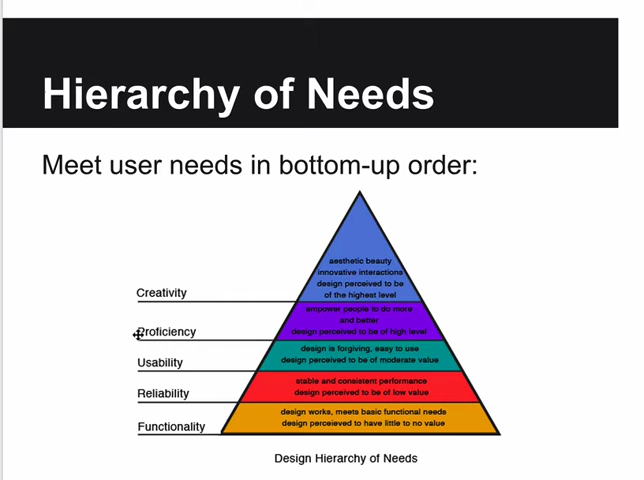 Hierarchy of Needs
Meet user needs in bottom-up order:
aesthetic beauty
innovative interactions
design perceived to be
of the highest level
Creativity
empower people to do more
and better
design perceived to be of high level
Proficiency
design is forgiving, easy to use
design perceived to be of moderate value
Usability
stable and consistent performance
design perceived to be of low value
Reliability
design works, meets basic functional needs
design perceieved to have little to no value
Functionality
Design Hierarchy of Needs